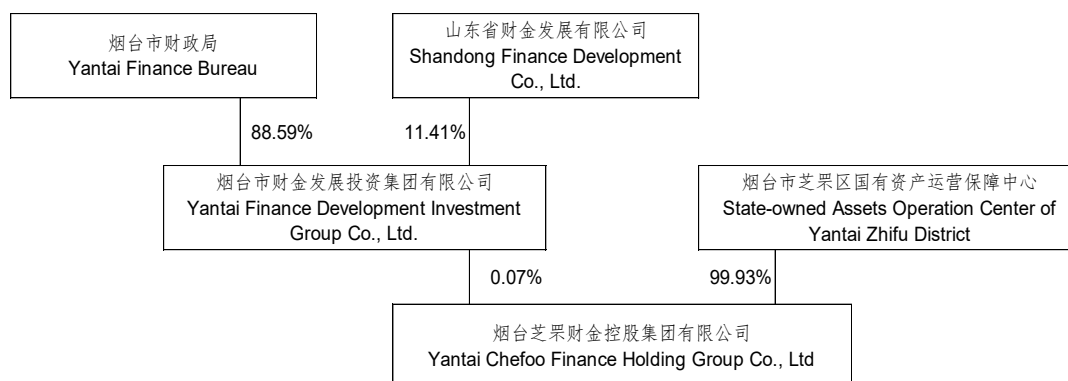 烟台市财政局
Yantai Finance Bureau
山东省财金发展有限公司
Shandong Finance Development
Co., Ltd.
88.59%
11.41%
烟台市财金发展投资集团有限公司
Yantai Finance Development Investment
Group Co., Ltd.
烟台市芝罘区国有资产运营保障中心
State-owned Assets Operation Center of
Yantai Zhifu District
0.07%
99.93%
烟台芝罘财金控股集团有限公司
Yantai Chefoo Finance Holding Group Co., Ltd